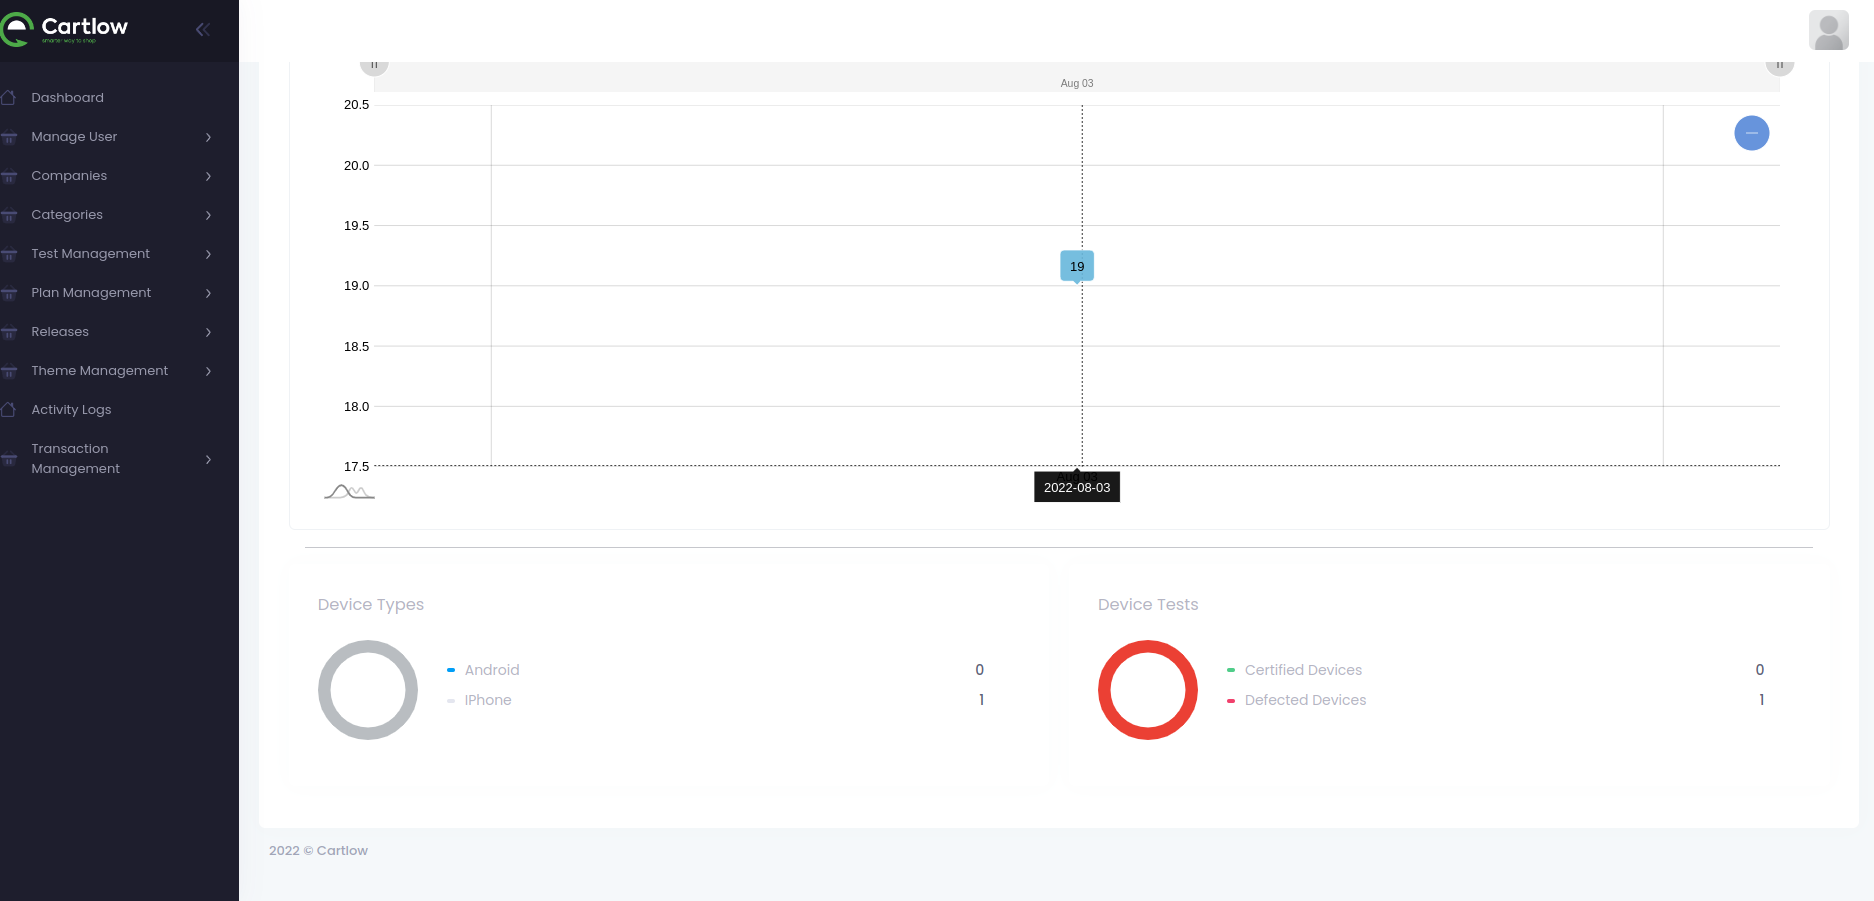 Cartlow
smarter way to shop
Dashboard
Manage User
Companies
Categories
Test Management
Plan Management
Releases
Theme Management
Activity Logs
Transaction
Management
Aug 03
20.5
20.0
19.5
19.0
18.5
18.0
17.5
19
Aug 03
2022-08-03
Device Types
Android 0
IPhone 1
Device Tests
Certified Devices 0
Defected Devices 1
2022 © Cartlow